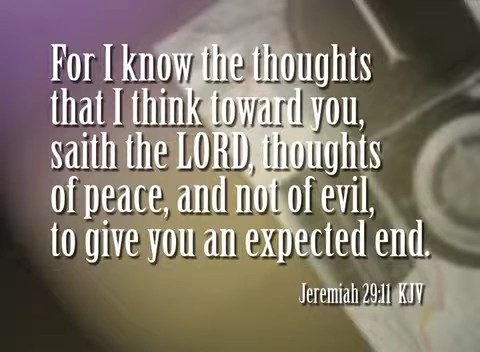 For I know the thoughts
that I think toward you,
saith the LORD, thoughts
of peace, and not of evil,
to give you an expected end.
Jeremiah 29:11 KJV